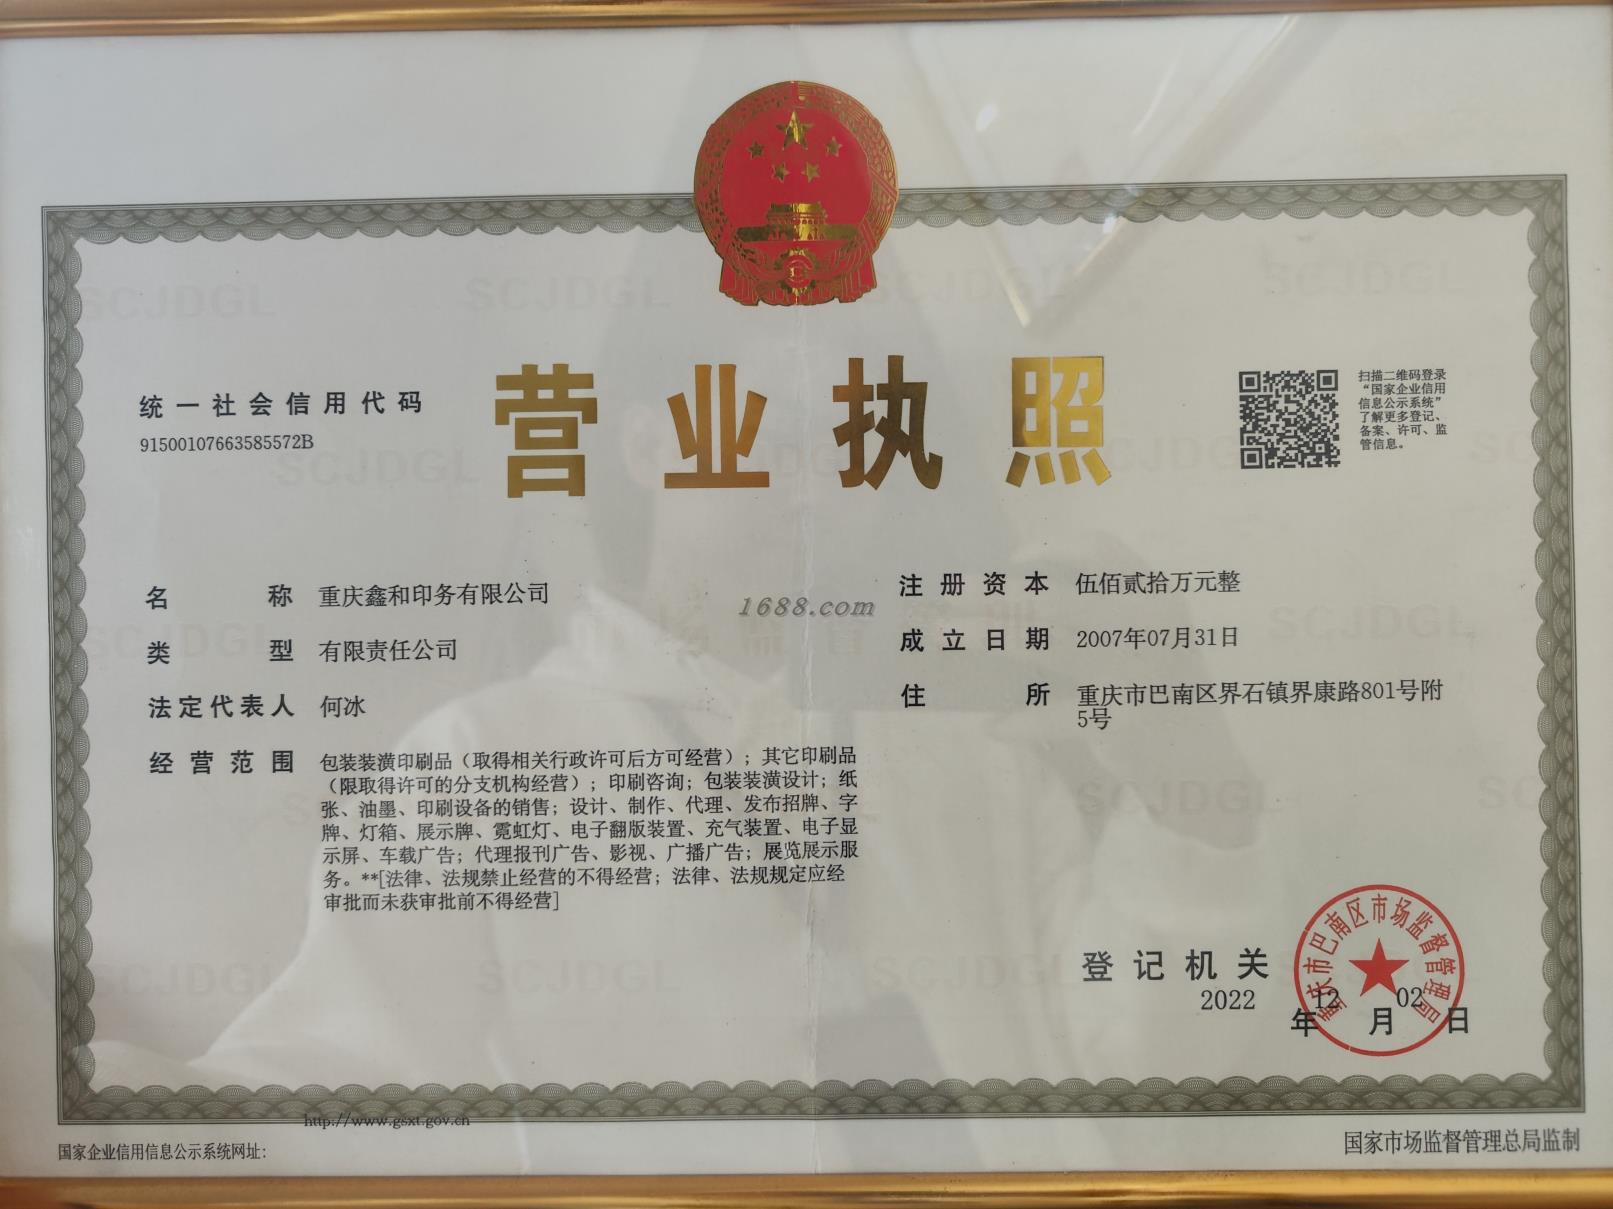 营业执照
统一社会信用代码
91500107663585572B
扫描二维码登录
“国家企业信用
信息公示系统”
了解更多登记、
备案、许可、监
管信息。
名称 重庆鑫和印务有限公司
类型 有限责任公司
法定代表人 何冰
经营范围 包装装潢印刷品（取得相关行政许可后方可经营）；其它印刷品
（限取得许可的分支机构经营）；印刷咨询；包装装潢设计；纸
张、油墨、印刷设备的销售；设计、制作、代理、发布招牌、字
牌、灯箱、展示牌、霓虹灯、电子翻版装置、充气装置、电子显
示屏、车载广告；代理报刊广告、影视、广播广告；展览展示服
务。**[法律、法规禁止经营的不得经营；法律、法规规定应经
审批而未获审批前不得经营]
注册资本 伍佰贰拾万元整
成立日期 2007年07月31日
住所 重庆市巴南区界石镇界康路801号附
5号
1688.com
登记机关
重庆市巴南区市场监督管理局
2022年12月02日
http://www.gsxt.gov.cn
国家企业信用信息公示系统网址：
国家市场监督管理总局监制
SCJDGL